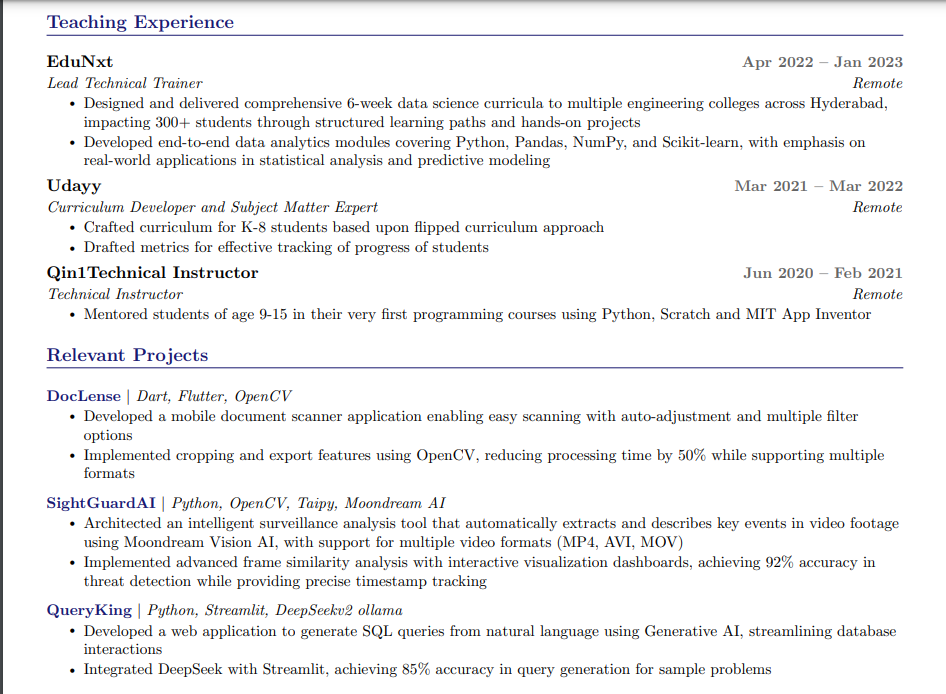 Teaching Experience
EduNxt Apr 2022 – Jan 2023
Lead Technical Trainer Remote
• Designed and delivered comprehensive 6-week data science curricula to multiple engineering colleges across Hyderabad,
impacting 300+ students through structured learning paths and hands-on projects
• Developed end-to-end data analytics modules covering Python, Pandas, NumPy, and Scikit-learn, with emphasis on
real-world applications in statistical analysis and predictive modeling
Udayy Mar 2021 – Mar 2022
Curriculum Developer and Subject Matter Expert Remote
• Crafted curriculum for K-8 students based upon flipped curriculum approach
• Drafted metrics for effective tracking of progress of students
Qin1Technical Instructor Jun 2020 – Feb 2021
Technical Instructor Remote
• Mentored students of age 9-15 in their very first programming courses using Python, Scratch and MIT App Inventor
Relevant Projects
DocLense | Dart, Flutter, OpenCV
• Developed a mobile document scanner application enabling easy scanning with auto-adjustment and multiple filter
options
• Implemented cropping and export features using OpenCV, reducing processing time by 50% while supporting multiple
formats
SightGuardAI | Python, OpenCV, Taipy, Moondream AI
• Architected an intelligent surveillance analysis tool that automatically extracts and describes key events in video footage
using Moondream Vision AI, with support for multiple video formats (MP4, AVI, MOV)
• Implemented advanced frame similarity analysis with interactive visualization dashboards, achieving 92% accuracy in
threat detection while providing precise timestamp tracking
QueryKing | Python, Streamlit, DeepSeekv2 ollama
• Developed a web application to generate SQL queries from natural language using Generative AI, streamlining database
interactions
• Integrated DeepSeek with Streamlit, achieving 85% accuracy in query generation for sample problems